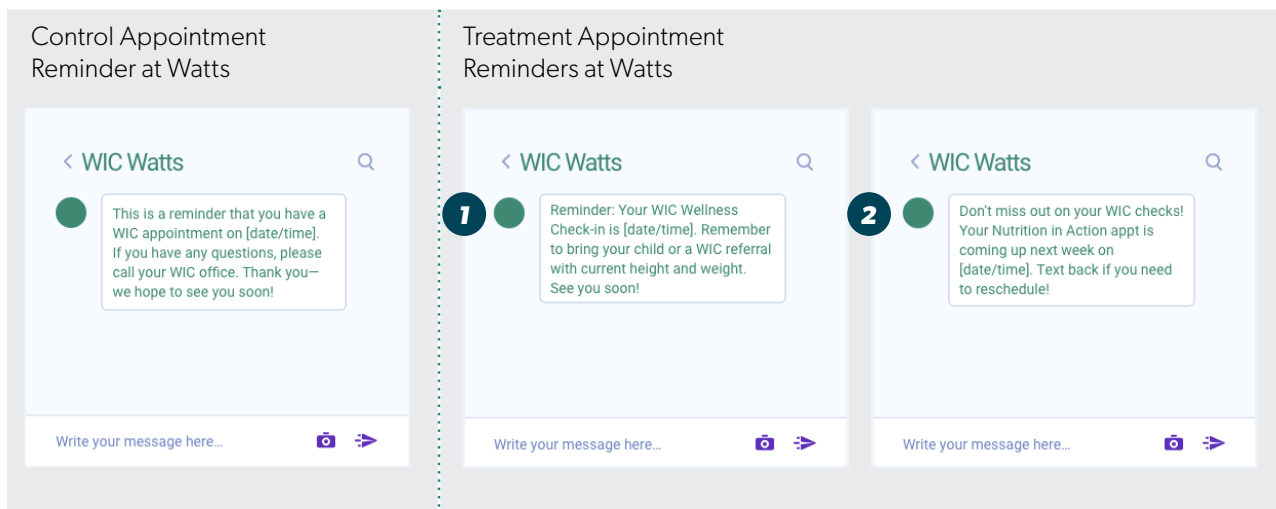 Control Appointment
Reminder at Watts
WIC Watts
This is a reminder that you have a
WIC appointment on [date/time].
If you have any questions, please
call your WIC office. Thank you—
we hope to see you soon!
Write your message here...
Treatment Appointment
Reminders at Watts
WIC Watts
1
Reminder: Your WIC Wellness
Check-in is [date/time]. Remember
to bring your child or a WIC referral
with current height and weight.
See you soon!
Write your message here...
WIC Watts
2
Don't miss out on your WIC checks!
Your Nutrition in Action appt is
coming up next week on
[date/time]. Text back if you need
to reschedule!
Write your message here...